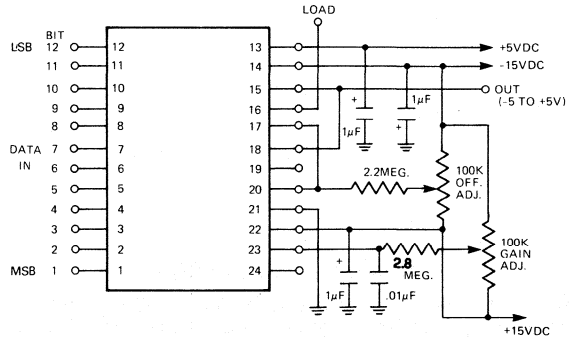 LOAD
BIT
LSB 12 12 13 +5VDC
11 11 14 -15VDC
10 10 15 OUT
(-5 TO +5V)
9 9 16 + 1µF 1µF +
8 8 17
DATA 7 7 18
IN
6 6 19 2.2MEG. 100K
OFF.
ADJ.
5 5 20
4 4 21
3 3 22 100K
GAIN
ADJ.
2 2 23 2.8
MEG.
MSB 1 1 24 + 1µF .01µF
+15VDC